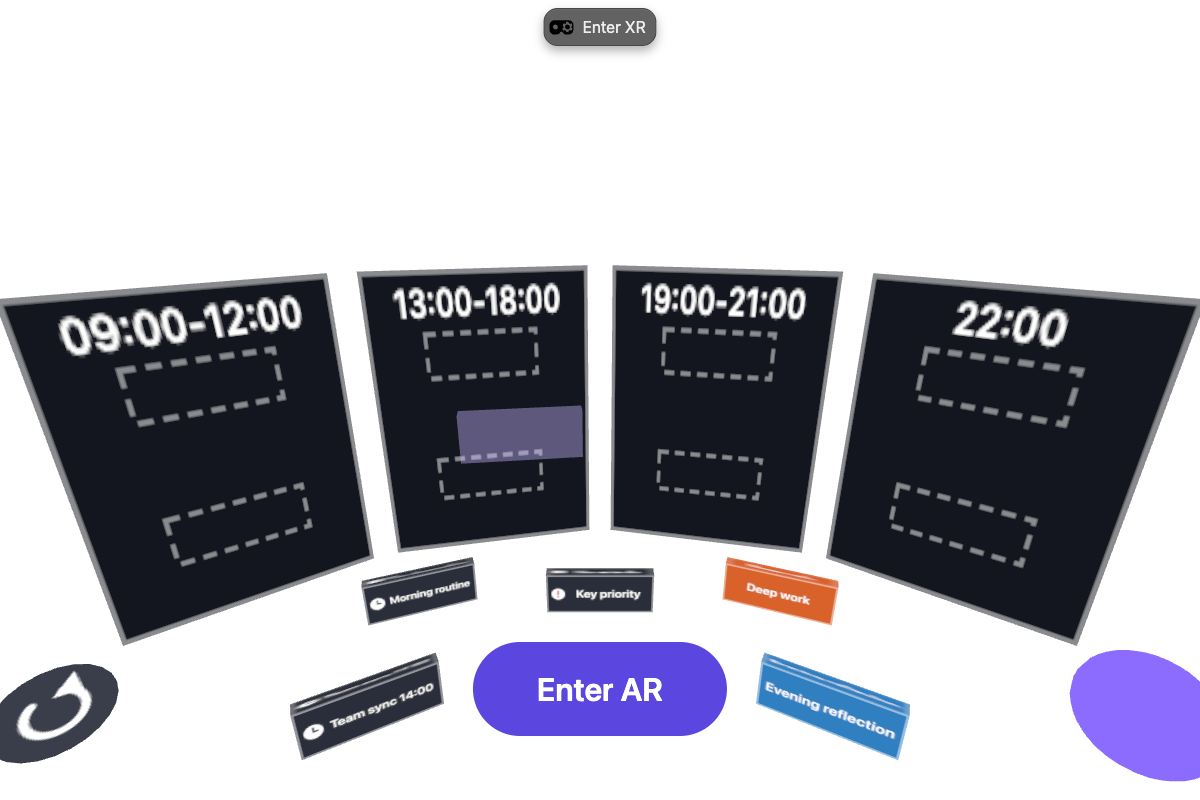 Enter XR
09:00-12:00
13:00-18:00
19:00-21:00
22:00
Morning routine
Key priority
Deep work
Team sync 14:00
Enter AR
Evening reflection